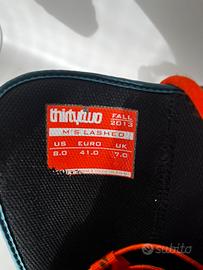 thirtytwo FALL 2013
M'S LASHED
US EURO UK
8.0 41.0 7.0
subito